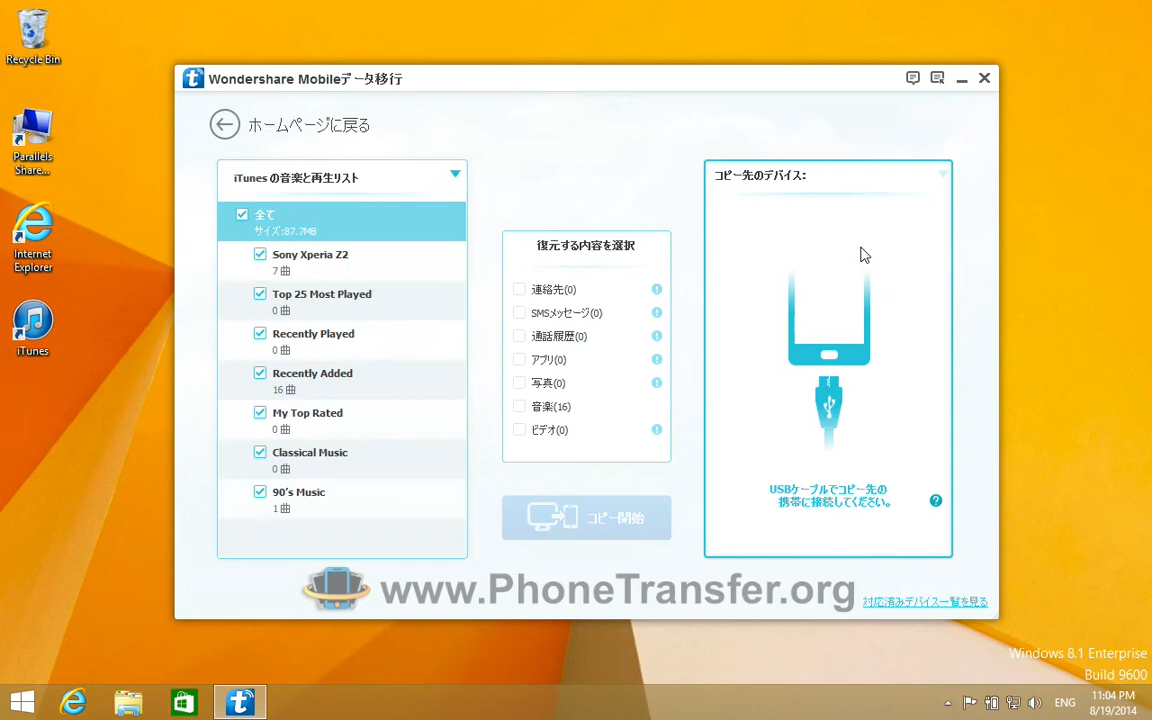 Recycle Bin
Parallels
Share...
Internet
Explorer
iTunes
Wondershare Mobileデータ移行
ホームページに戻る
iTunes の音楽と再生リスト
全て
サイズ:87.7MB
Sony Xperia Z2
7 曲
Top 25 Most Played
0 曲
Recently Played
0 曲
Recently Added
16 曲
My Top Rated
0 曲
Classical Music
0 曲
90's Music
1 曲
復元する内容を選択
連絡先(0)
SMSメッセージ(0)
通話履歴(0)
アプリ(0)
写真(0)
音楽(16)
ビデオ(0)
コピー開始
コピー先のデバイス:
USBケーブルでコピー先の
携帯に接続してください。
www.PhoneTransfer.org
対応済みデバイス一覧を見る
Windows 8.1 Enterprise
Build 9600
ENG
11:04 PM
8/19/2014